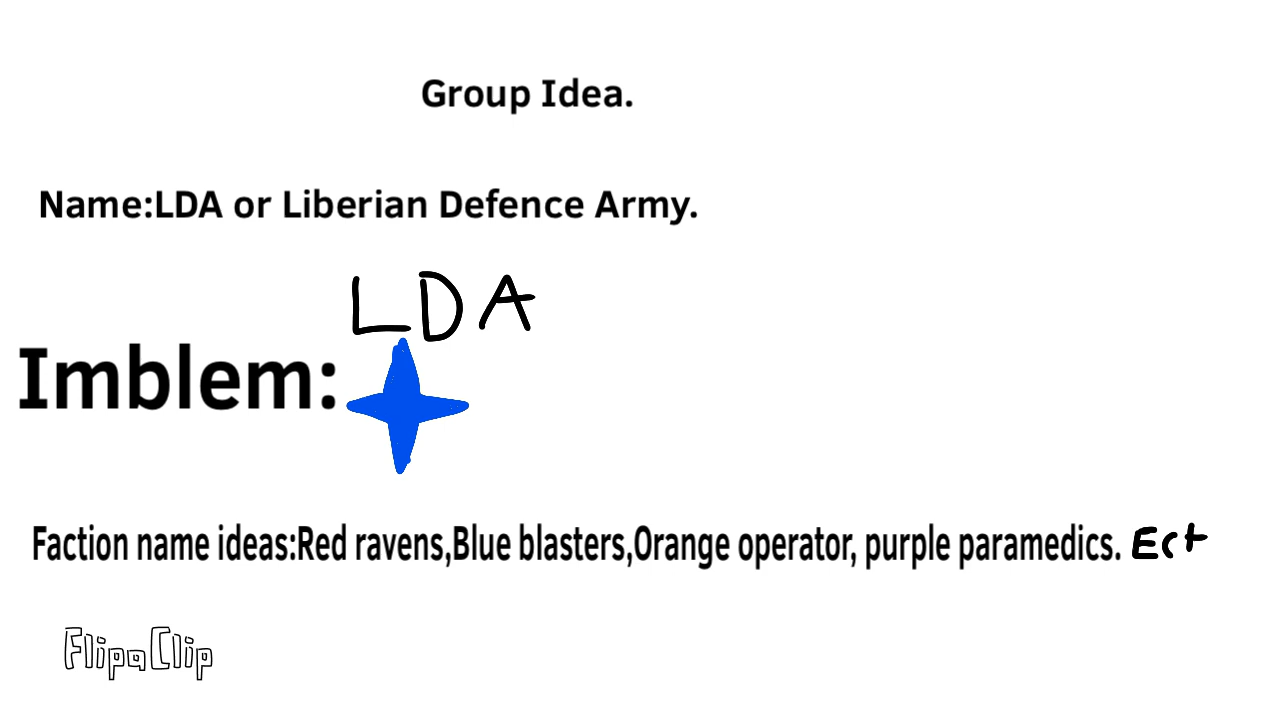 Group Idea.
Name:LDA or Liberian Defence Army.
LDA
Imblem:
Faction name ideas:Red ravens,Blue blasters,Orange operator, purple paramedics. Ect
FlipaClip